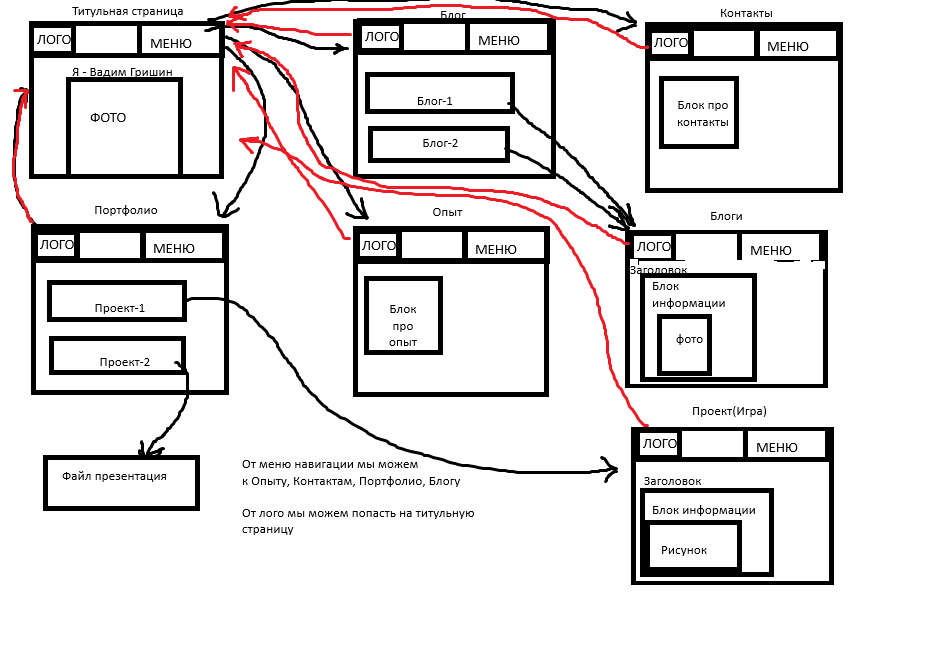 Титульная страница
ЛОГО
МЕНЮ
Я - Вадим Гришин
ФОТО
Блог
ЛОГО
МЕНЮ
Блог-1
Блог-2
Контакты
ЛОГО
МЕНЮ
Блок про
контакты
Портфолио
ЛОГО
МЕНЮ
Проект-1
Проект-2
Опыт
ЛОГО
МЕНЮ
Блок
про
опыт
Блоги
ЛОГО
МЕНЮ
Заголовок
Блок
информации
фото
Проект(Игра)
ЛОГО
МЕНЮ
Заголовок
Блок информации
Рисунок
Файл презентация
От меню навигации мы можем
к Опыту, Контактам, Портфолио, Блогу
От лого мы можем попасть на титульную
страницу